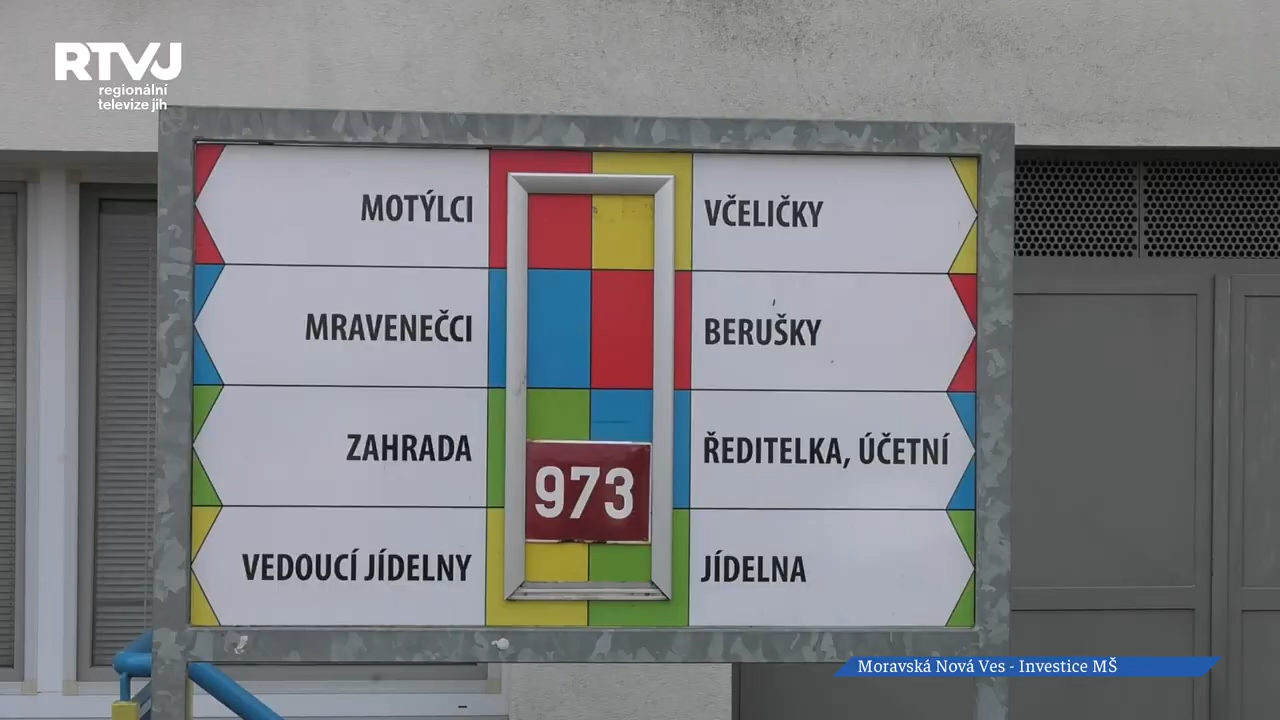 RTVJ
regionální
televize jih
MOTÝLCI
VČELIČKY
MRAVENEČCI
BERUŠKY
ZAHRADA
ŘEDITELKA, ÚČETNÍ
973
VEDOUCÍ JÍDELNY
JÍDELNA
Moravská Nová Ves - Investice MŠ